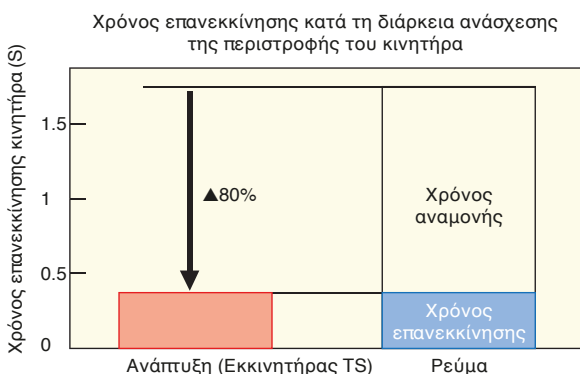 Χρόνος επανεκκίνησης κατά τη διάρκεια ανάσχεσης
της περιστροφής του κινητήρα
Χρόνος επανεκκίνησης κινητήρα (S)
1.5
1
0.5
0
▲80%
Χρόνος
αναμονής
Χρόνος
επανεκκίνησης
Ανάπτυξη (Εκκινητήρας TS)
Ρεύμα